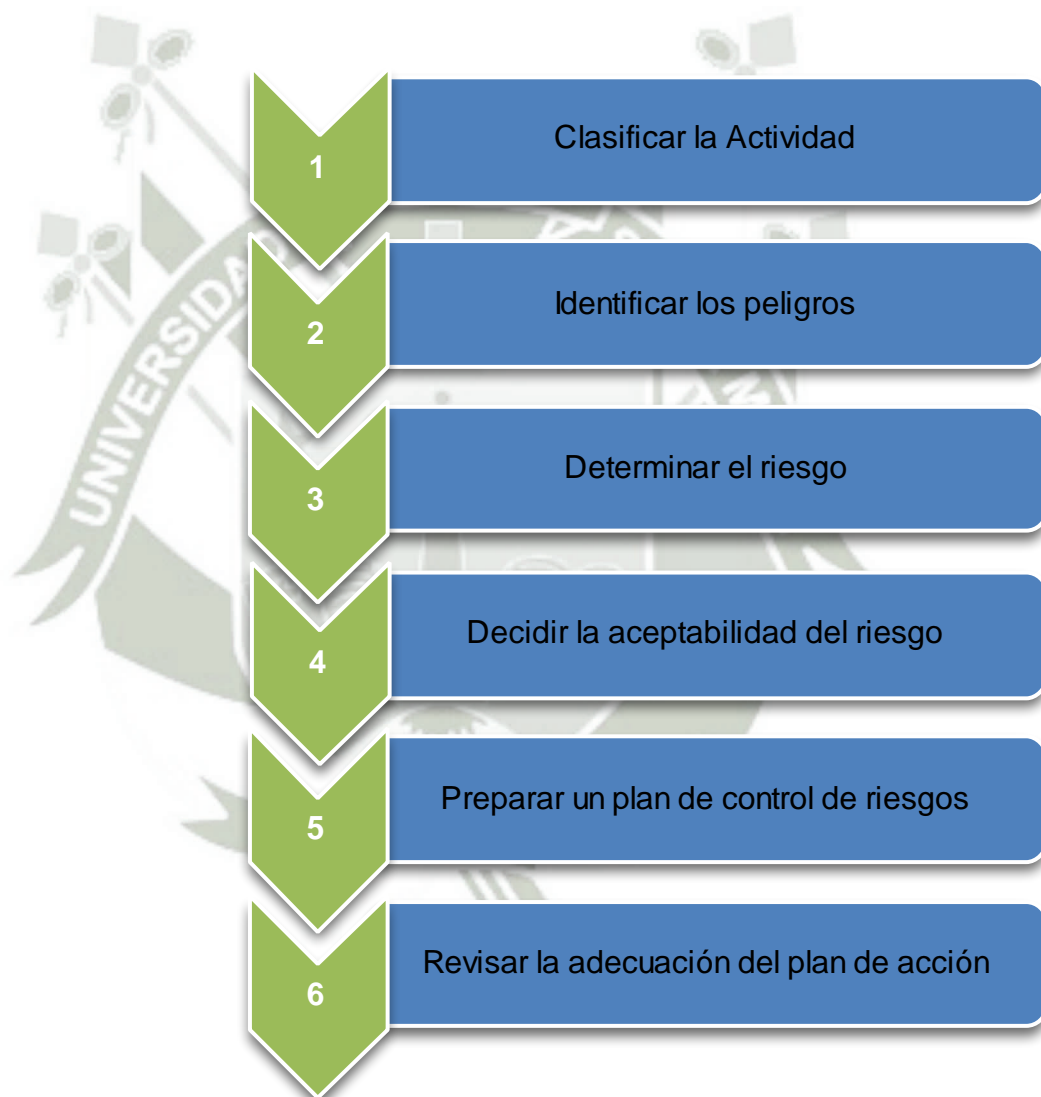 1
Clasificar la Actividad
2
Identificar los peligros
3
Determinar el riesgo
4
Decidir la aceptabilidad del riesgo
5
Preparar un plan de control de riesgos
6
Revisar la adecuación del plan de acción
UNIVERSIDAD